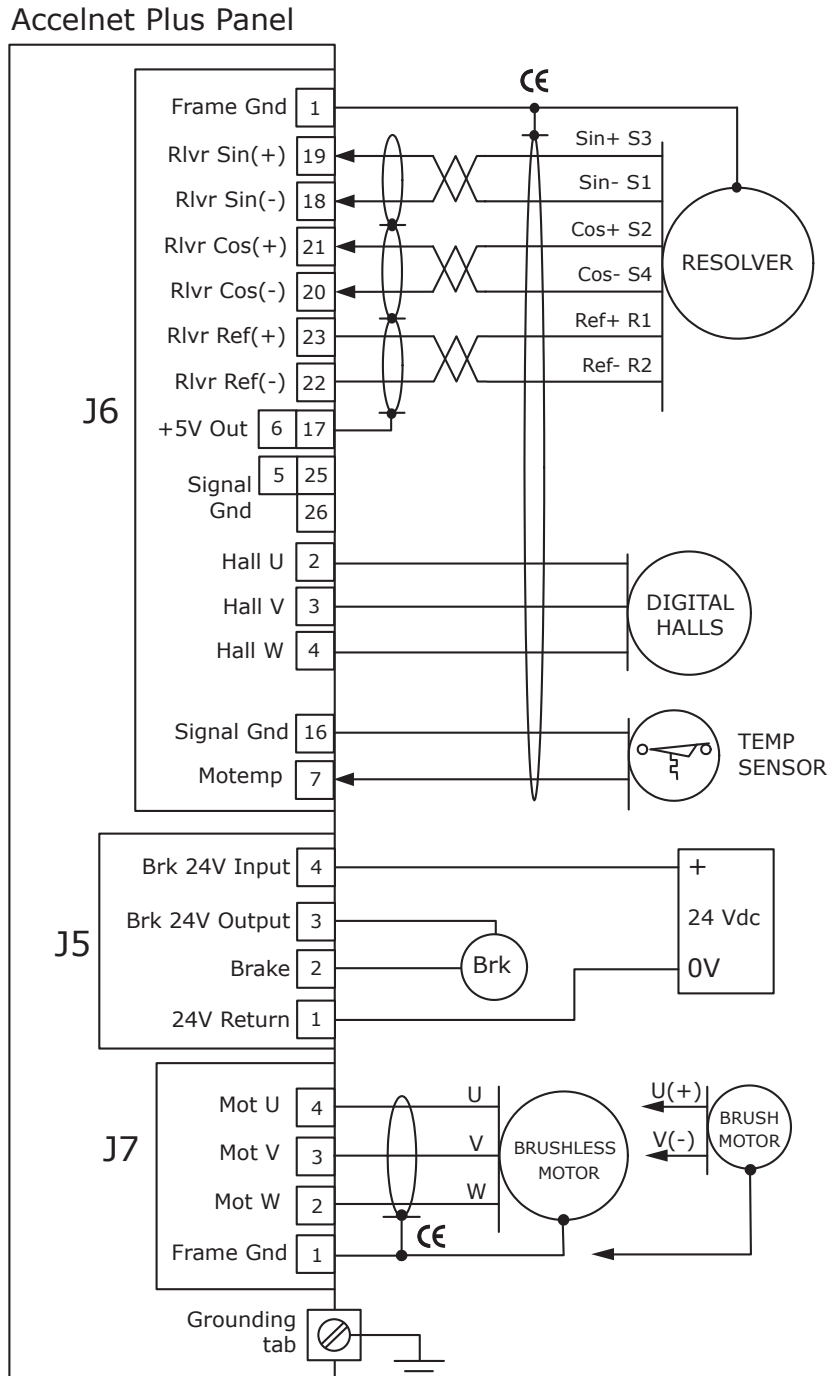 Accelnet Plus Panel
CE
Frame Gnd 1
Rlvr Sin(+) 19 Sin+ S3
Rlvr Sin(-) 18 Sin- S1
Rlvr Cos(+) 21 Cos+ S2
Rlvr Cos(-) 20 Cos- S4
RESOLVER
Rlvr Ref(+) 23 Ref+ R1
Rlvr Ref(-) 22 Ref- R2
J6
+5V Out 6 17
5 25
Signal
Gnd
26
Hall U 2
Hall V 3
Hall W 4
DIGITAL
HALLS
Signal Gnd 16
Motemp 7
TEMP
SENSOR
J5
Brk 24V Input 4 +
Brk 24V Output 3 24 Vdc
Brake 2 Brk 0V
24V Return 1
J7
Mot U 4 U
Mot V 3 V
Mot W 2 W
Frame Gnd 1
CE
BRUSHLESS
MOTOR
U(+)
V(-)
BRUSH
MOTOR
Grounding
tab